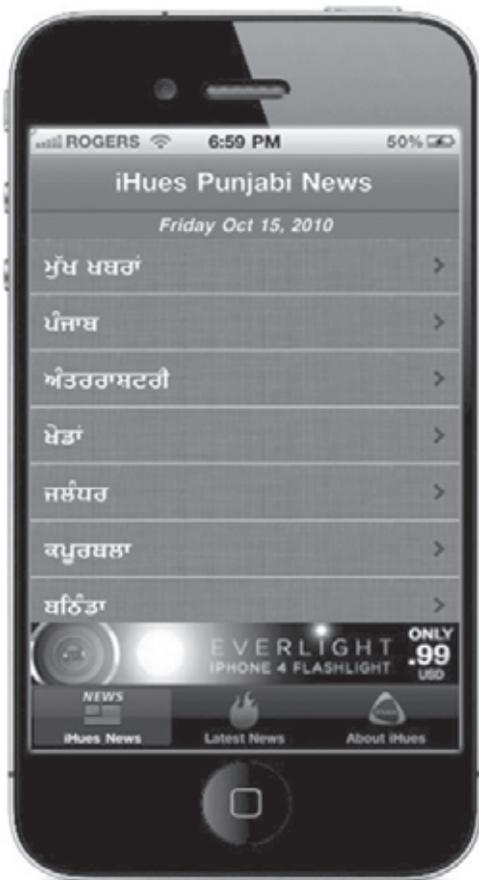 ROGERS 6:59 PM 50%
iHues Punjabi News
Friday Oct 15, 2010
ਮੁੱਖ ਖਬਰਾਂ
ਪੰਜਾਬ
ਅੰਤਰਰਾਸ਼ਟਰੀ
ਖੇਡਾਂ
ਜਲੰਧਰ
ਕਪੂਰਥਲਾ
ਬਠਿੰਡਾ
EVERLIGHT
IPHONE 4 FLASHLIGHT
ONLY
.99
USD
NEWS
iHues News Latest News About iHues